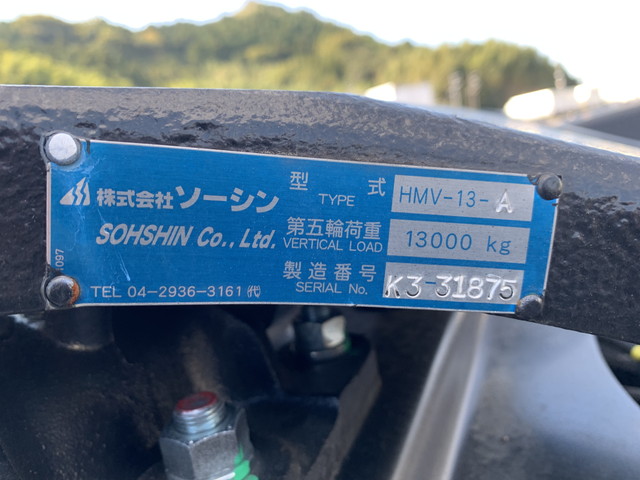 株式会社ソーシン
SOHSHIN Co., Ltd.
TEL 04-2936-3161 (代)
1097
型式 HMV-13-A
TYPE
第五輪荷重 13000 kg
VERTICAL LOAD
製造番号 K3-31875
SERIAL No.